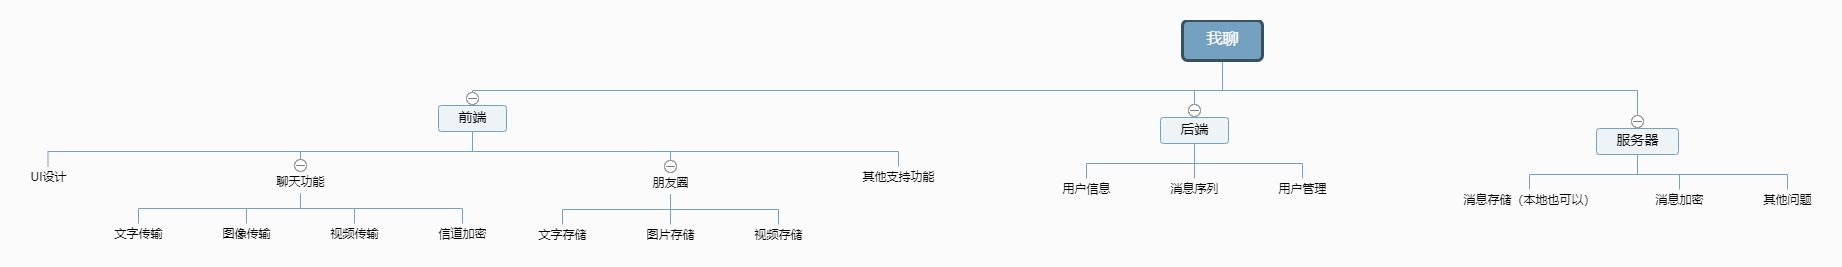 我聊
前端
后端
服务器
UI设计
聊天功能
朋友圈
其他支持功能
用户信息
消息序列
用户管理
消息存储（本地也可以）
消息加密
其他问题
文字传输
图像传输
视频传输
信道加密
文字存储
图片存储
视频存储